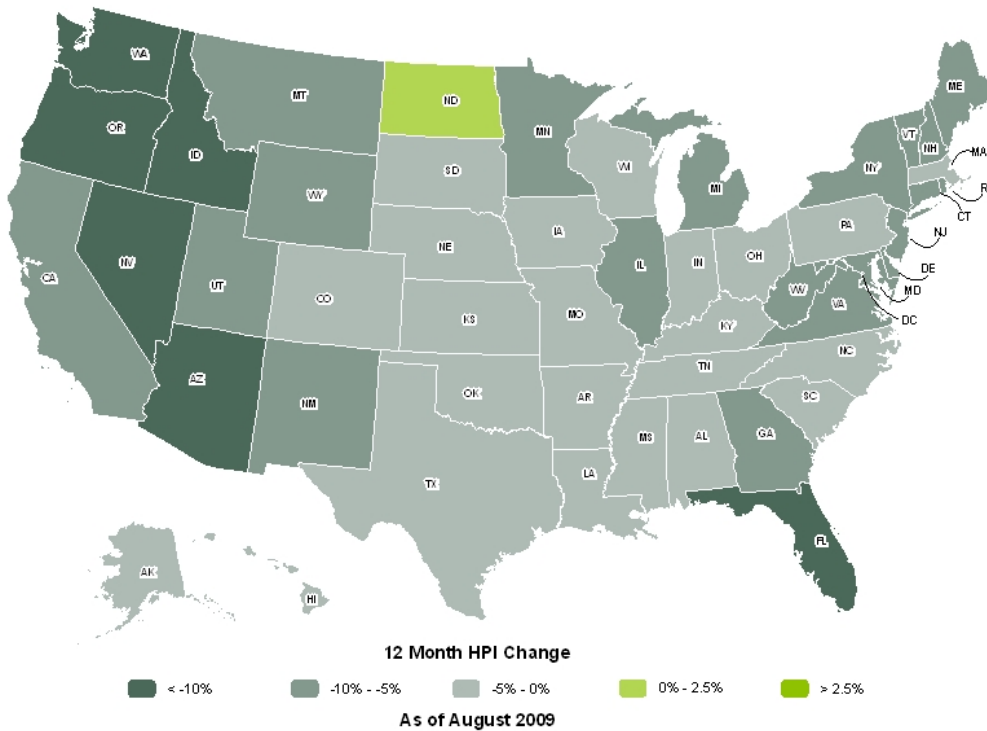 WA
MT
ND
MN
ME
OR
ID
SD
WI
VT
NH
MA
NY
R
MI
CT
WY
IA
PA
NJ
NE
NV
UT
CO
IL
IN
OH
DE
CA
WV
MD
VA
DC
KS
MO
KY
NC
AZ
OK
TN
NM
AR
SC
MS
AL
GA
TX
LA
FL
AK
HI
12 Month HPI Change
< -10% -10% - -5% -5% - 0% 0% - 2.5% > 2.5%
As of August 2009